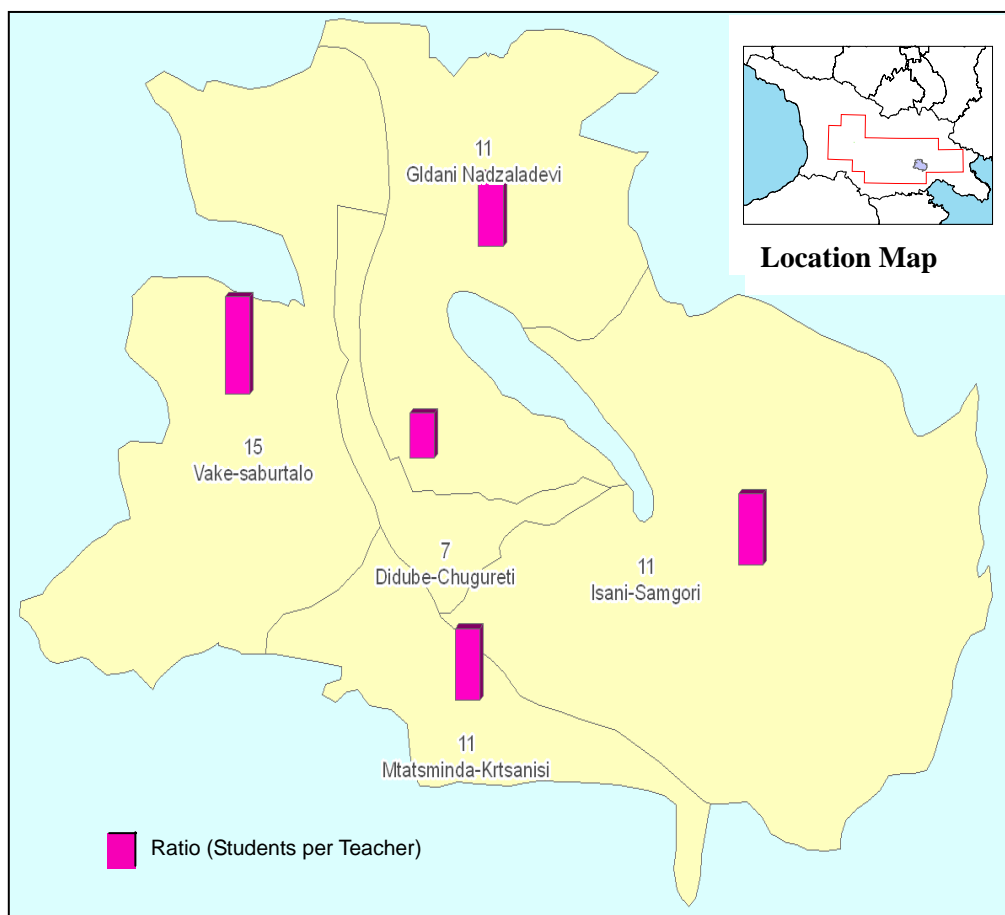 11
Gldani Nadzaladevi
Location Map
15
Vake-saburtalo
7
Didube-Chugureti
11
Isani-Samgori
11
Mtatsminda-Krtsanisi
Ratio (Students per Teacher)